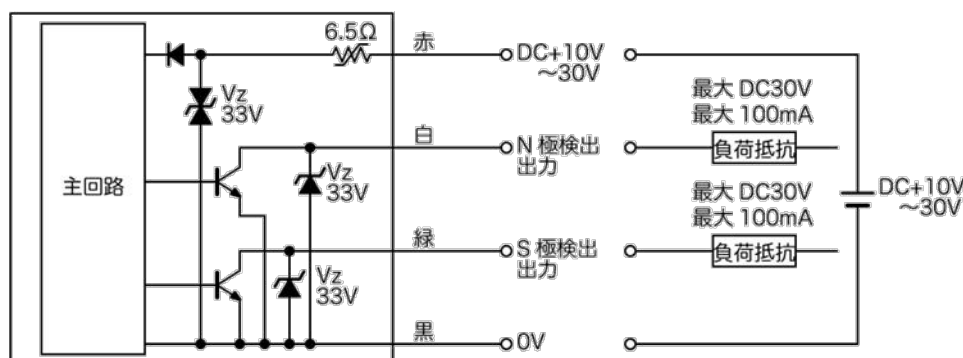 6.5Ω
赤
DC+10V
～30V
Vz
33V
最大 DC30V
最大 100mA
白
N 極検出
出力
負荷抵抗
主回路
Vz
33V
最大 DC30V
最大 100mA
DC+10V
～30V
緑
S 極検出
出力
負荷抵抗
Vz
33V
黒
0V